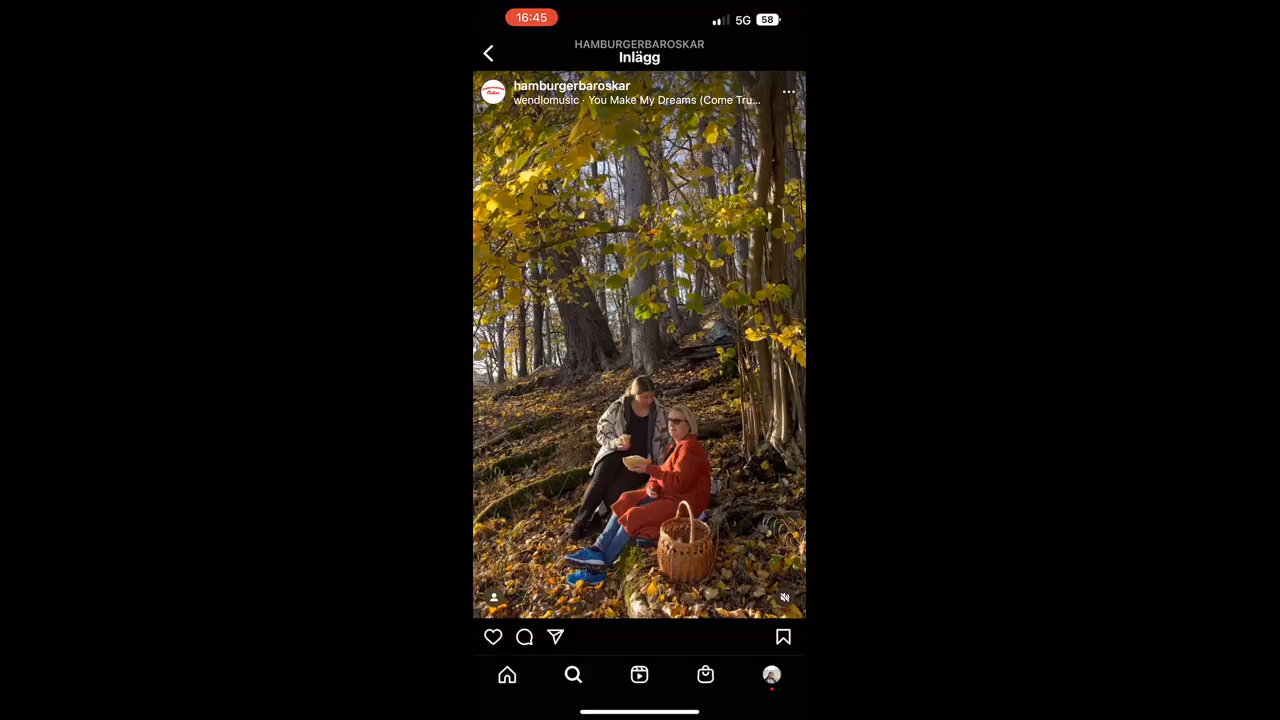 16:45
5G
58
HAMBURGERBAROSKAR
Inlägg
hamburgerbaroskar
wendlomusic · You Make My Dreams (Come Tru...